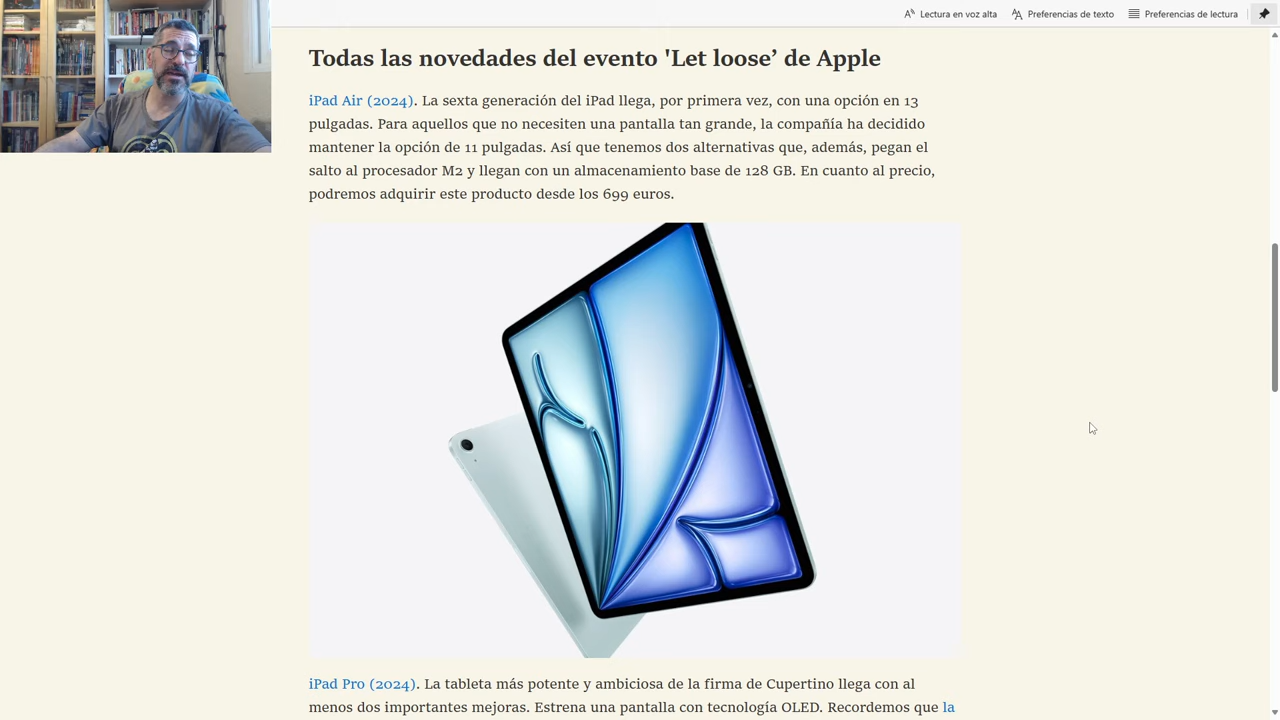 Lectura en voz alta
Preferencias de texto
Preferencias de lectura
Todas las novedades del evento 'Let loose’ de Apple
iPad Air (2024). La sexta generación del iPad llega, por primera vez, con una opción en 13
pulgadas. Para aquellos que no necesiten una pantalla tan grande, la compañía ha decidido
mantener la opción de 11 pulgadas. Así que tenemos dos alternativas que, además, pegan el
salto al procesador M2 y llegan con un almacenamiento base de 128 GB. En cuanto al precio,
podremos adquirir este producto desde los 699 euros.
iPad Pro (2024). La tableta más potente y ambiciosa de la firma de Cupertino llega con al
menos dos importantes mejoras. Estrena una pantalla con tecnología OLED. Recordemos que la